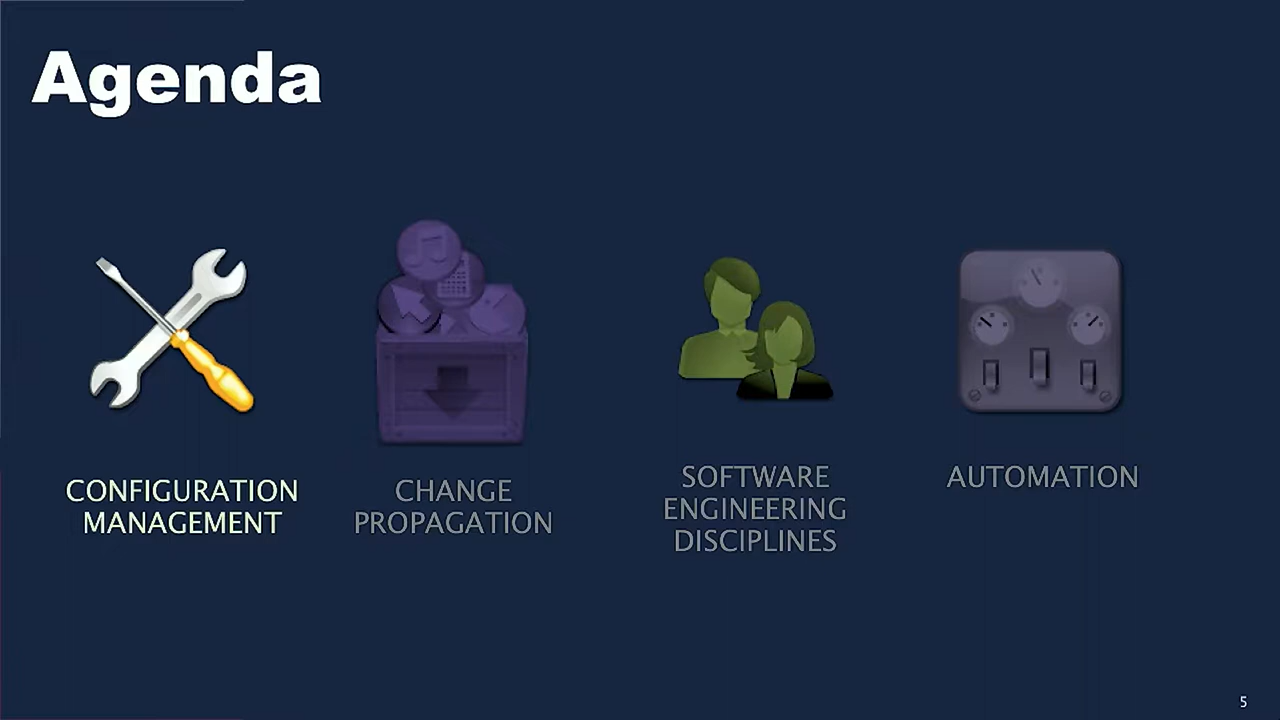 Agenda
CONFIGURATION
MANAGEMENT
CHANGE
PROPAGATION
SOFTWARE
ENGINEERING
DISCIPLINES
AUTOMATION
5